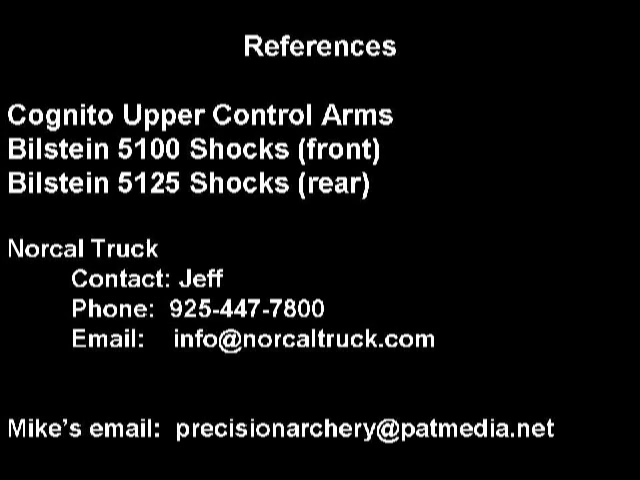 References
Cognito Upper Control Arms
Bilstein 5100 Shocks (front)
Bilstein 5125 Shocks (rear)
Norcal Truck
Contact: Jeff
Phone: 925-447-7800
Email: info@norcaltruck.com
Mike's email: precisionarchery@patmedia.net